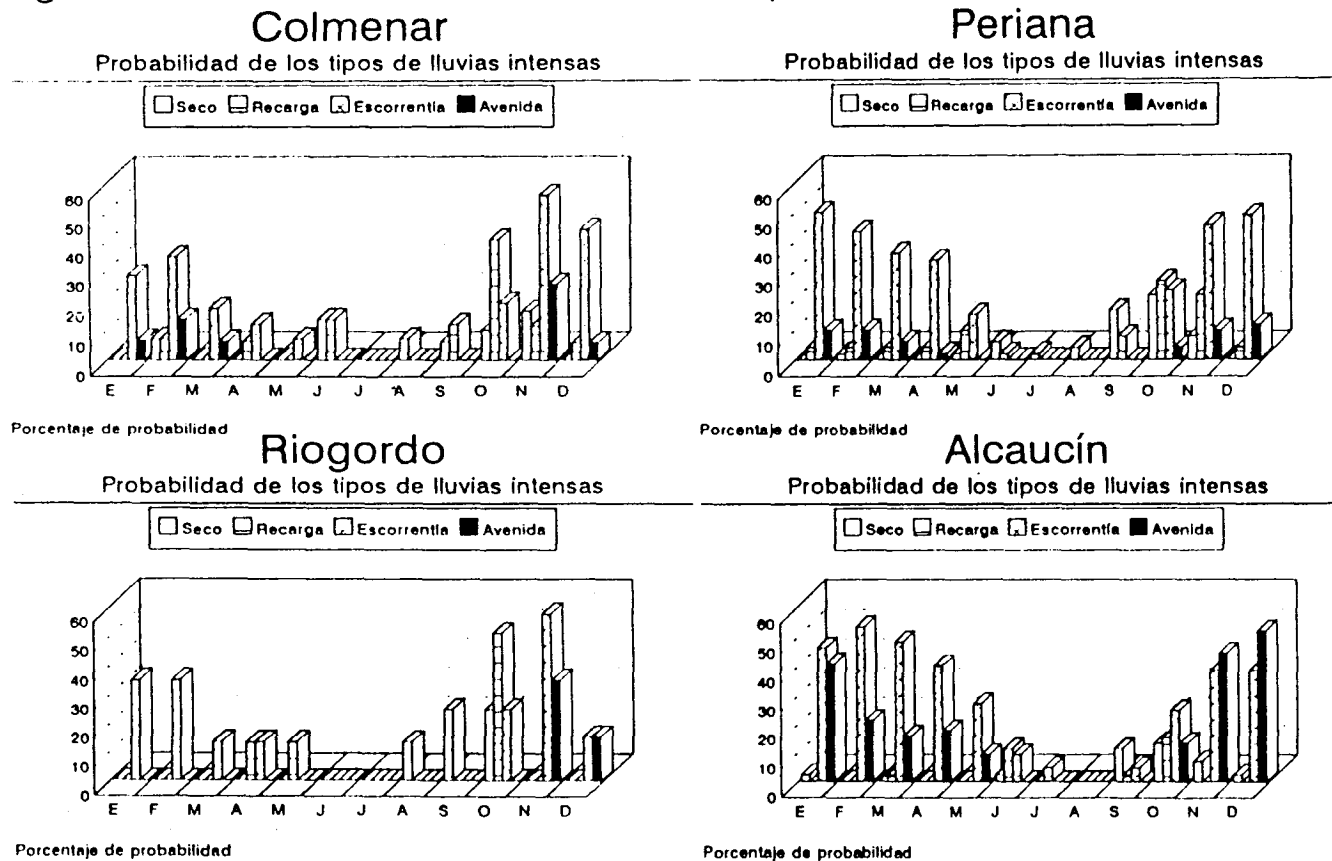 Colmenar
Probabilidad de los tipos de lluvias intensas
Seco Recarga Escorrentía Avenida
60
50
40
30
20
10
0
E F M A M J J A S O N D
Porcentaje de probabilidad
Periana
Probabilidad de los tipos de lluvias intensas
Seco Recarga Escorrentía Avenida
60
50
40
30
20
10
0
E F M A M J J A S O N D
Porcentaje de probabilidad
Riogordo
Probabilidad de los tipos de lluvias intensas
Seco Recarga Escorrentía Avenida
60
50
40
30
20
10
0
E F M A M J J A S O N D
Porcentaje de probabilidad
Alcaucín
Probabilidad de los tipos de lluvias intensas
Seco Recarga Escorrentía Avenida
60
50
40
30
20
10
0
E F M A M J J A S O N D
Porcentaje de probabilidad